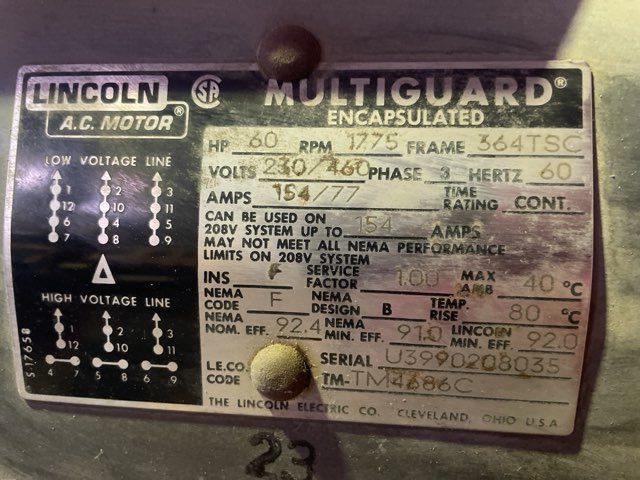 LINCOLN®
A.C. MOTOR
SA
MULTIGUARD®
ENCAPSULATED
HP 60 RPM 1775 FRAME 364TSC
VOLTS 230/460 PHASE 3 HERTZ 60
AMPS 154/77 TIME RATING CONT.
CAN BE USED ON
208V SYSTEM UP TO 154 AMPS
MAY NOT MEET ALL NEMA PERFORMANCE
LIMITS ON 208V SYSTEM
INS F SERVICE FACTOR 1.00 MAX AMB 40 °C
NEMA CODE F NEMA DESIGN B TEMP. RISE 80 °C
NEMA NOM. EFF. 92.4 NEMA MIN. EFF. 91.0 LINCOLN MIN. EFF. 92.0
SERIAL U3990208035
I.E.CO. CODE TM-TM4686C
THE LINCOLN ELECTRIC CO. CLEVELAND, OHIO U.S.A.
LOW VOLTAGE LINE
1 2 3
12 10 11
6 4 5
7 8 9
Δ
HIGH VOLTAGE LINE
1 2 3
12 10 11
4 7 5 8 6 9
S-17658
23